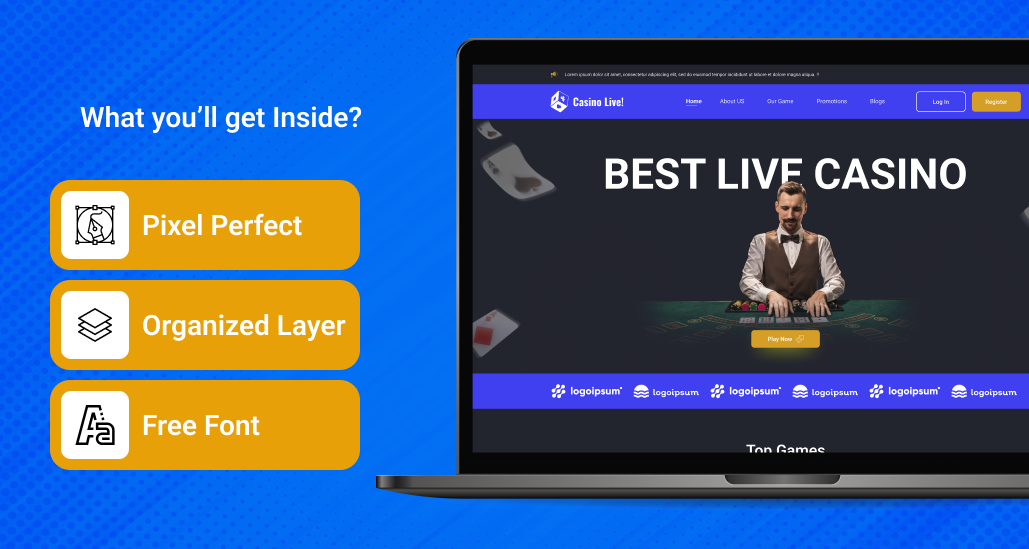 What you’ll get Inside?
Pixel Perfect
Organized Layer
Free Font
Lorem ipsum dolor sit amet, consectetur adipiscing elit, sed do eiusmod tempor incididunt ut labore et dolore magna aliqua
Casino Live!
Home About US Our Game Promotions Blogs Log In Register
BEST LIVE CASINO
Play Now
logoipsum logoipsum logoipsum logoipsum logoipsum logoipsum
Top Games